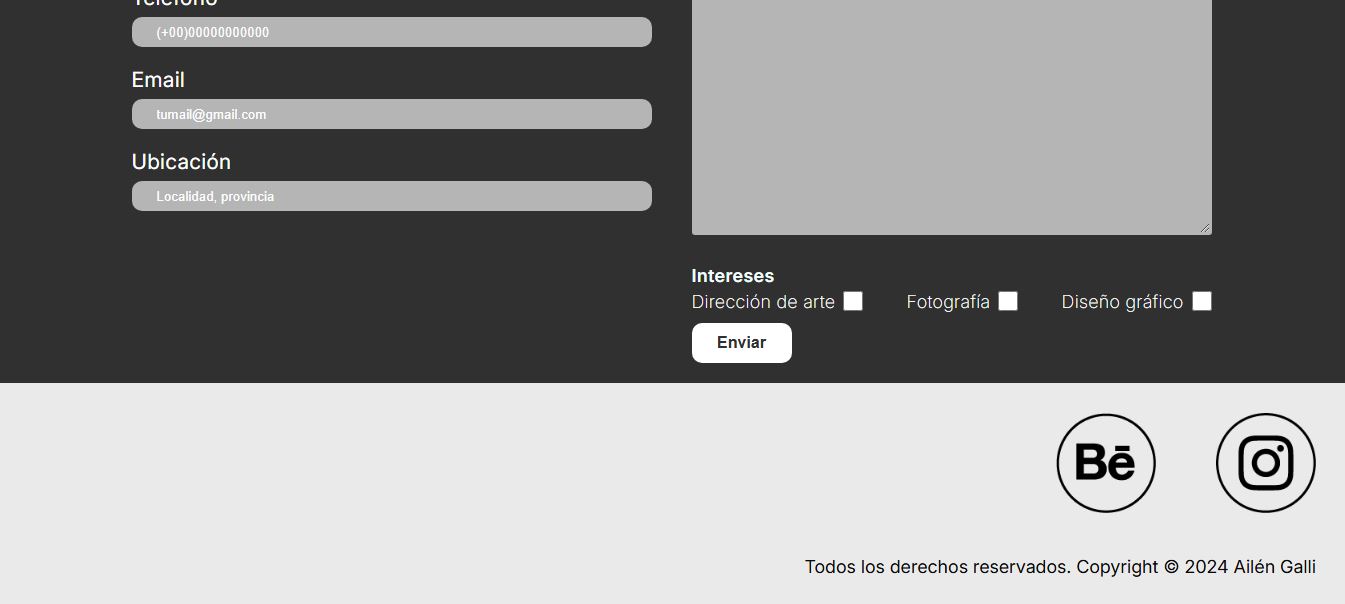 Teléfono
(+00)00000000000
Email
tumail@gmail.com
Ubicación
Localidad, provincia
Intereses
Dirección de arte Fotografía Diseño gráfico
Enviar
Bē
Todos los derechos reservados. Copyright © 2024 Ailén Galli